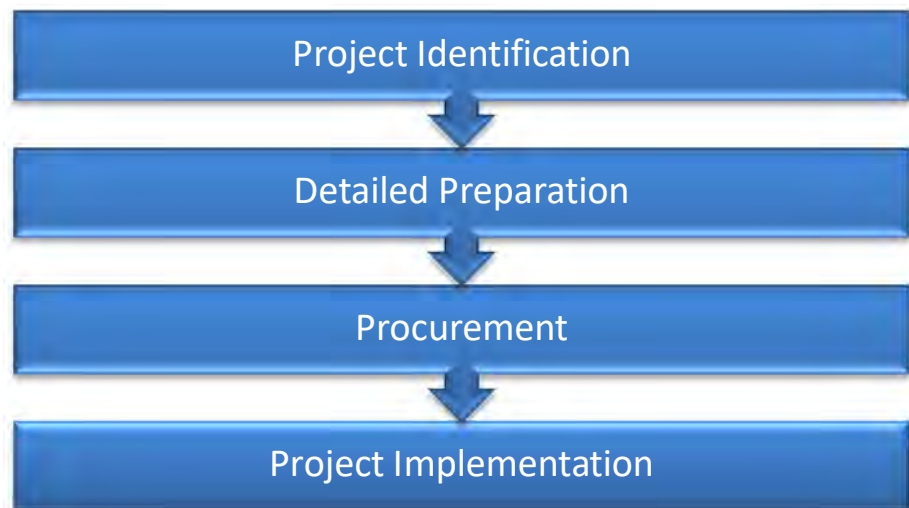 Project Identification
Detailed Preparation
Procurement
Project Implementation